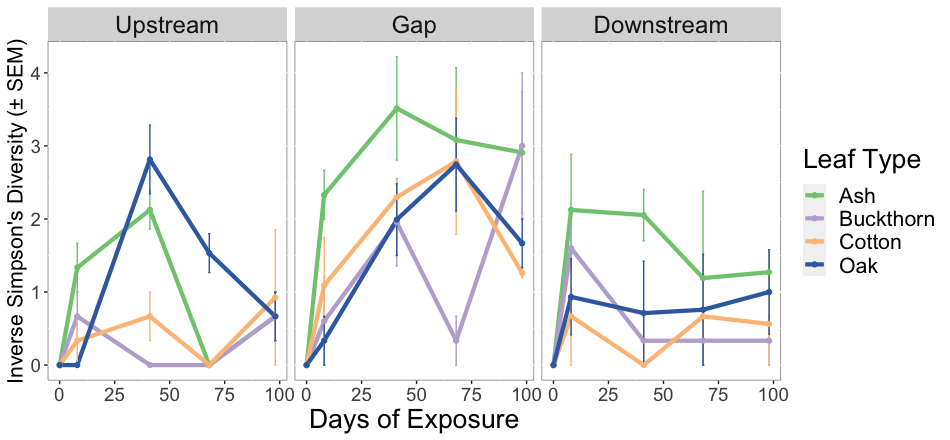 Upstream Gap Downstream
Inverse Simpson's Diversity (± SEM)
4
3
2
1
0
0 25 50 75 100 0 25 50 75 100 0 25 50 75 100
Days of Exposure
Leaf Type
Ash
Buckthorn
Cotton
Oak